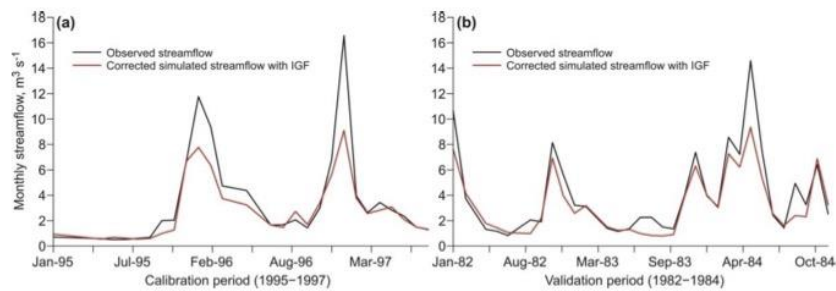 (a)
Observed streamflow
Corrected simulated streamflow with IGF
Monthly streamflow, m³ s⁻¹
18
16
14
12
10
8
6
4
2
0
Jan-95 Jul-95 Feb-96 Aug-96 Mar-97
Calibration period (1995−1997)
(b)
Observed streamflow
Corrected simulated streamflow with IGF
18
16
14
12
10
8
6
4
2
0
Jan-82 Aug-82 Mar-83 Sep-83 Apr-84 Oct-84
Validation period (1982−1984)